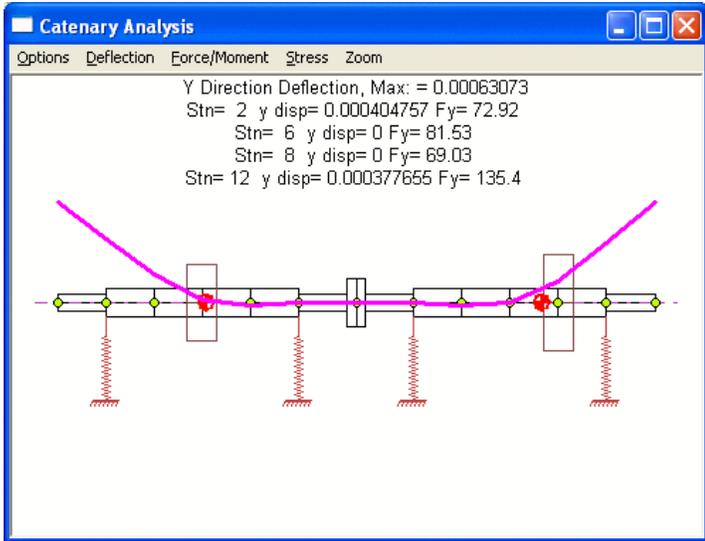 Catenary Analysis
Options Deflection Force/Moment Stress Zoom
Y Direction Deflection, Max: = 0.00063073
Stn= 2 y disp= 0.000404757 Fy= 72.92
Stn= 6 y disp= 0 Fy= 81.53
Stn= 8 y disp= 0 Fy= 69.03
Stn= 12 y disp= 0.000377655 Fy= 135.4